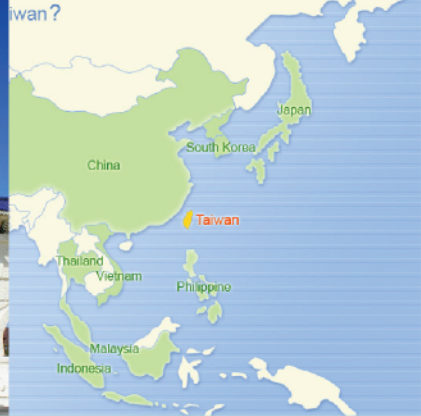 iwan?
Japan
South Korea
China
Taiwan
Thailand
Vietnam
Philippine
Malaysia
Indonesia